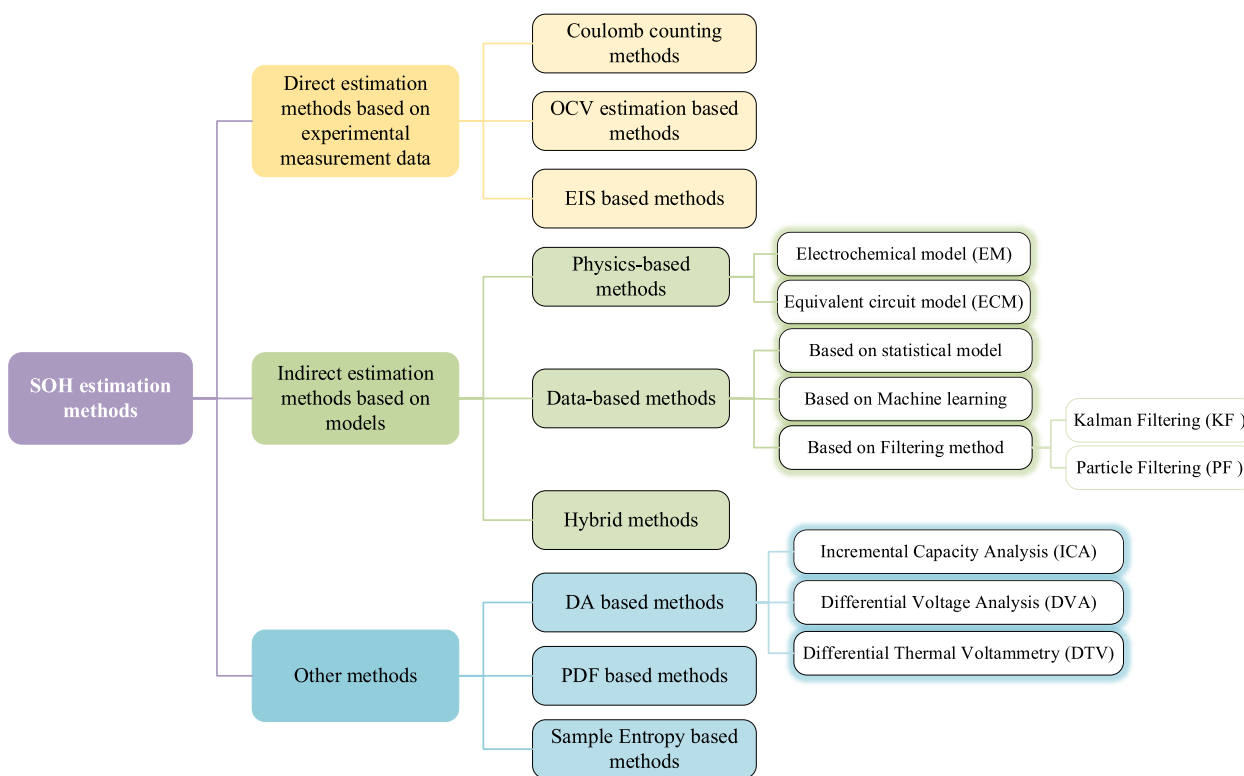 SOH estimation
methods
Direct estimation
methods based on
experimental
measurement data
Coulomb counting
methods
OCV estimation based
methods
EIS based methods
Indirect estimation
methods based on
models
Physics-based
methods
Electrochemical model (EM)
Equivalent circuit model (ECM)
Data-based methods
Based on statistical model
Based on Machine learning
Based on Filtering method
Kalman Filtering (KF )
Particle Filtering (PF )
Hybrid methods
Other methods
DA based methods
Incremental Capacity Analysis (ICA)
Differential Voltage Analysis (DVA)
Differential Thermal Voltammetry (DTV)
PDF based methods
Sample Entropy based
methods